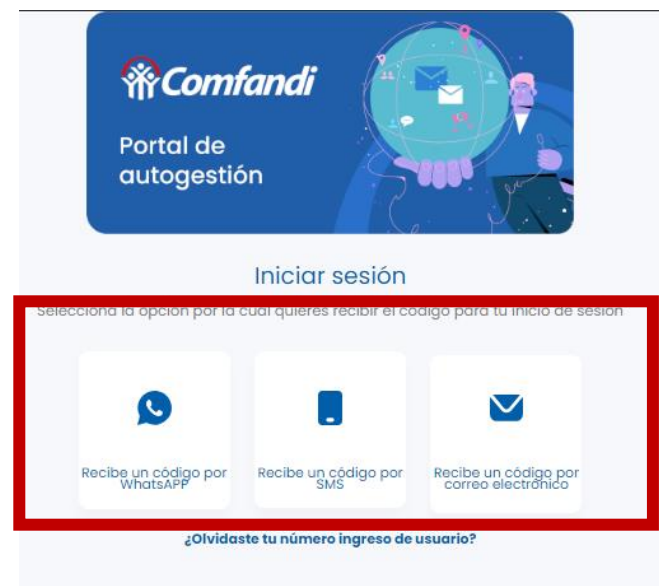 Comfandi
Portal de
autogestión
Iniciar sesión
Selecciona la opción por la cual quieres recibir el código para tu inicio de sesión
Recibe un código por
WhatsAPP
Recibe un código por
SMS
Recibe un código por
correo electrónico
¿Olvidaste tu número ingreso de usuario?